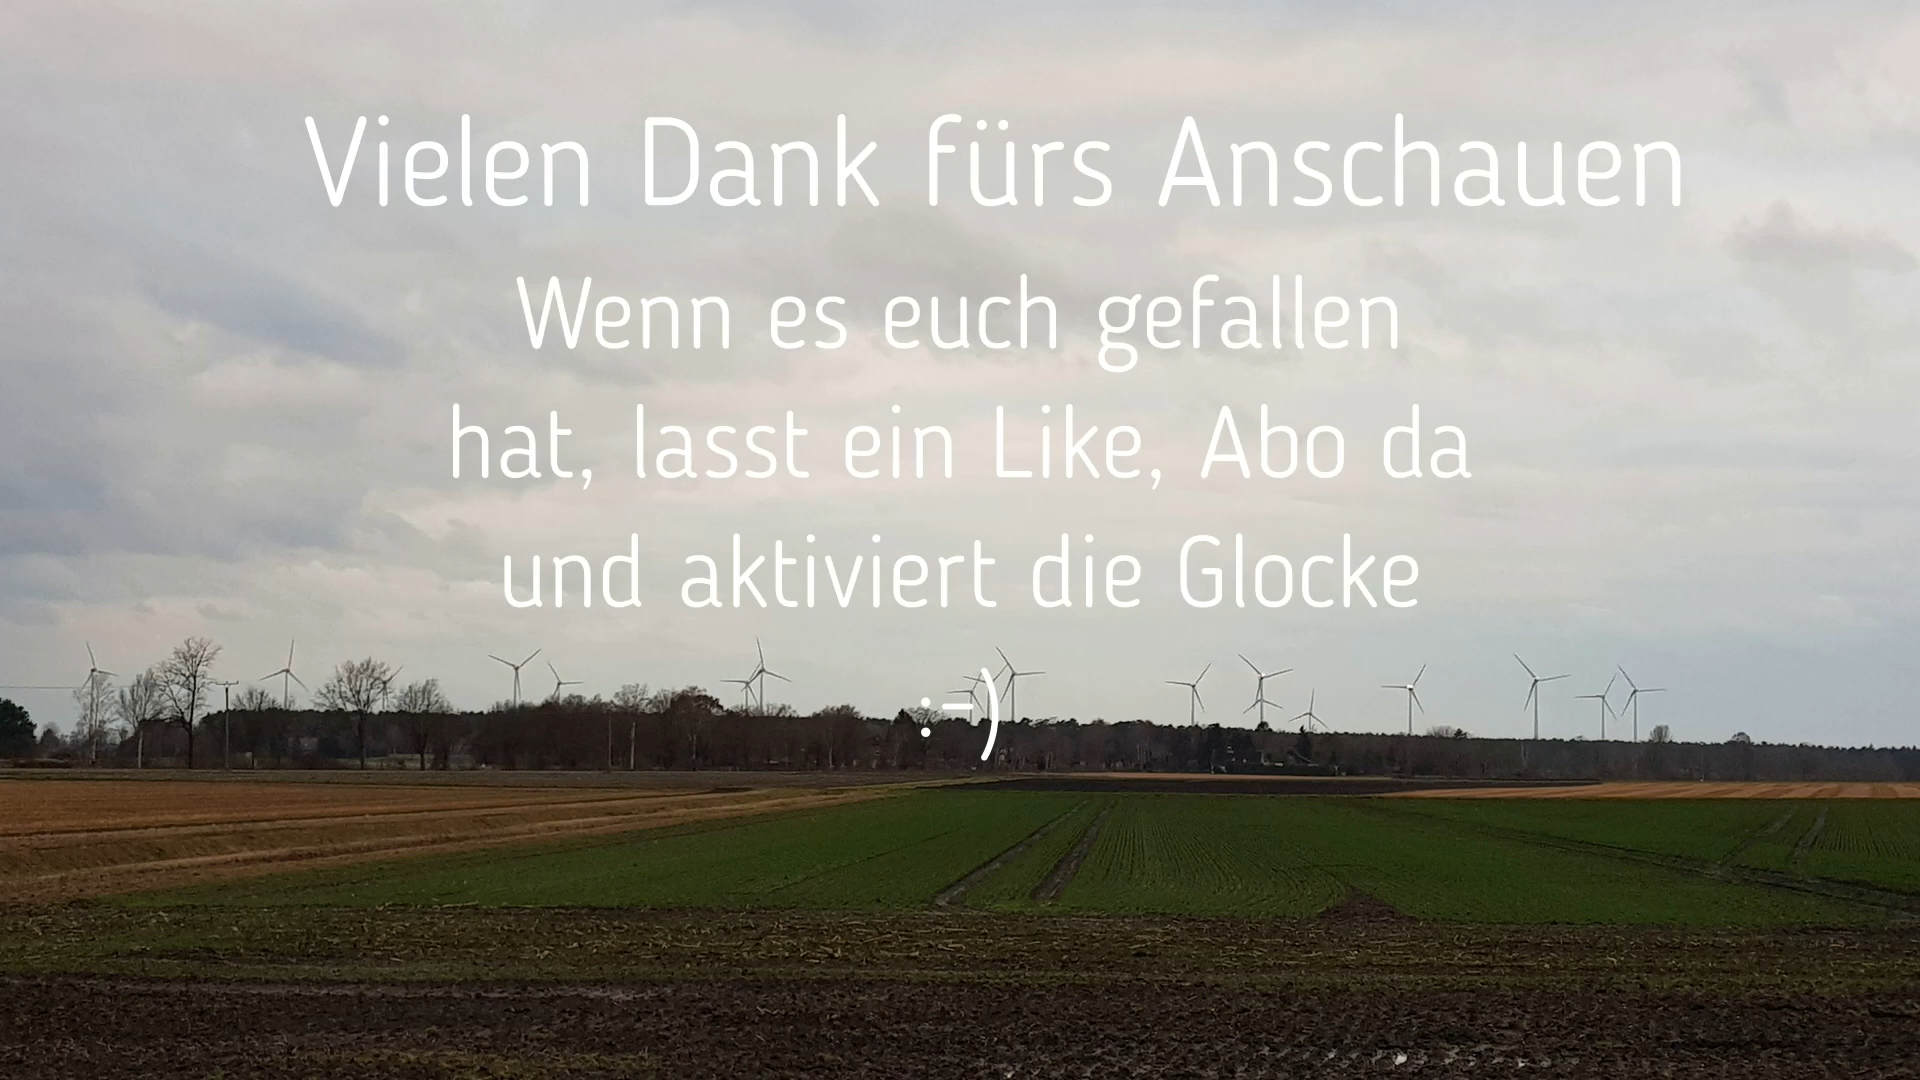 Vielen Dank fürs Anschauen
Wenn es euch gefallen
hat, lasst ein Like, Abo da
und aktiviert die Glocke
:-)